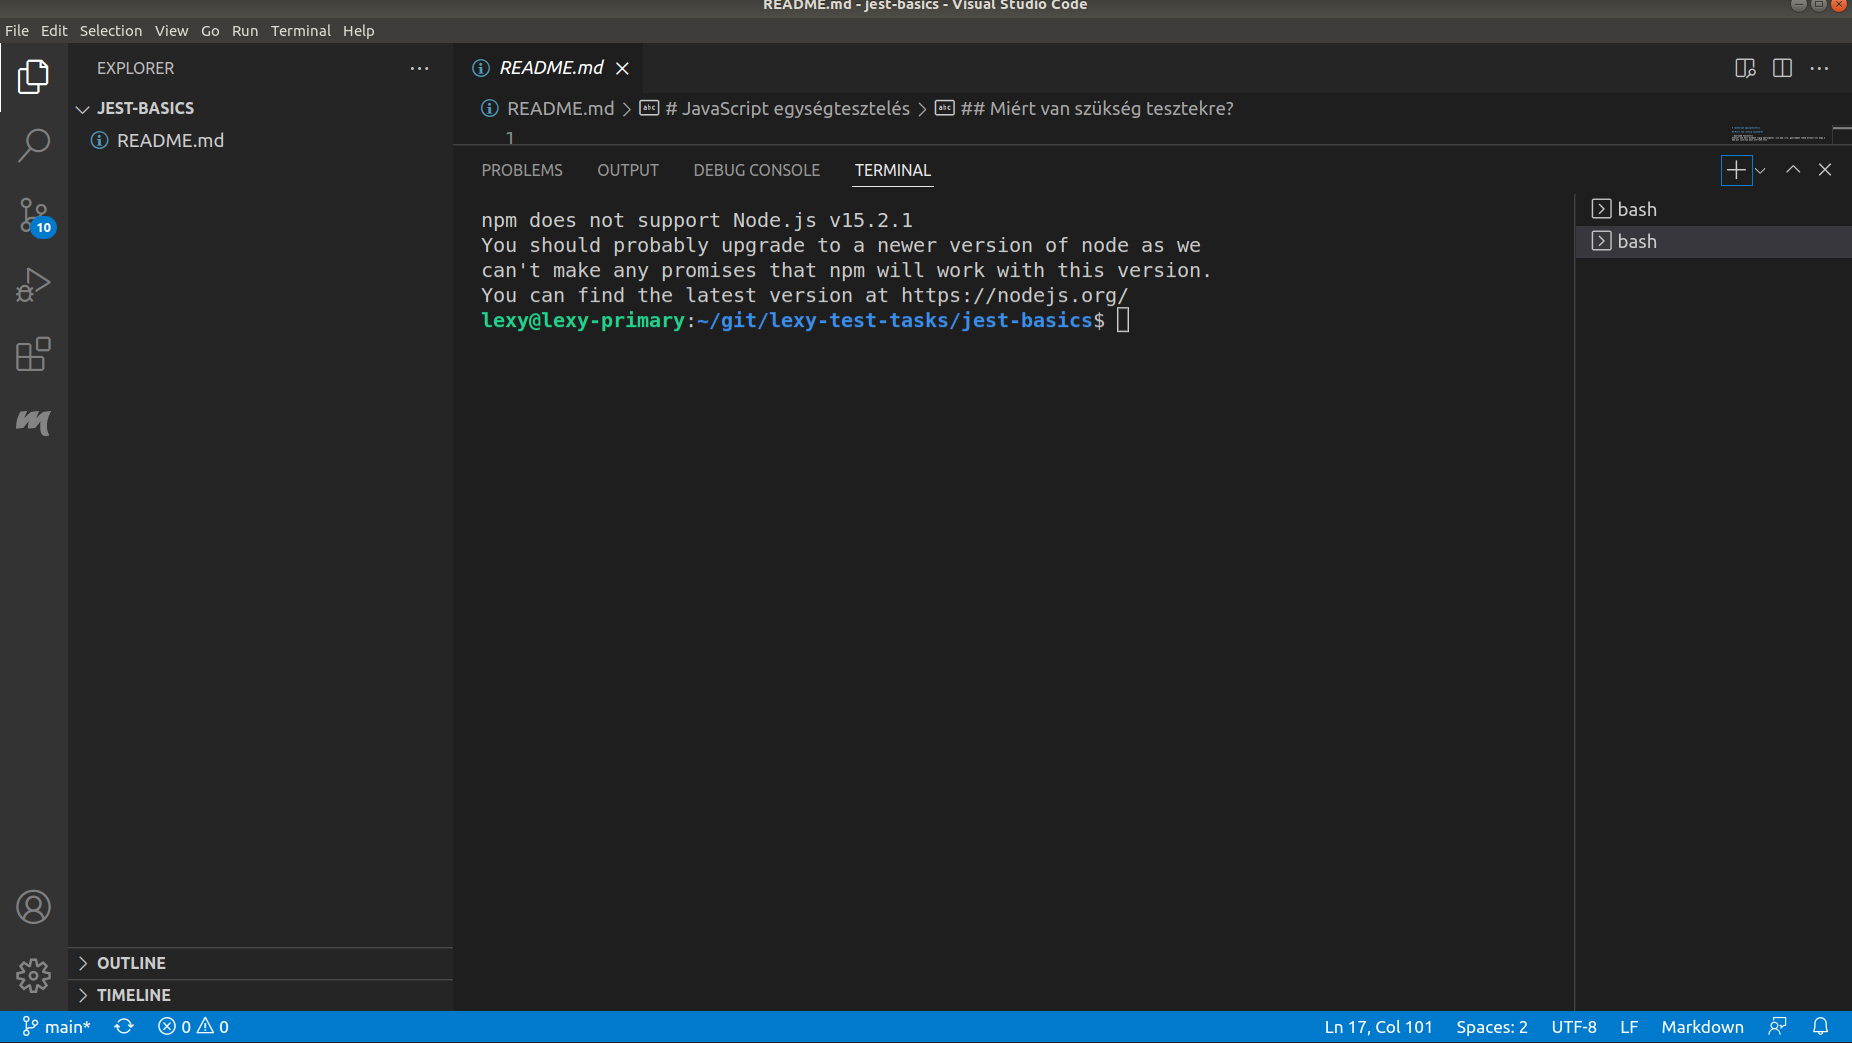 README.md - jest-basics - Visual Studio Code
File Edit Selection View Go Run Terminal Help
EXPLORER
JEST-BASICS
README.md
10
OUTLINE
TIMELINE
README.md
README.md > # JavaScript egységtesztelés > ## Miért van szükség tesztekre?
1
PROBLEMS OUTPUT DEBUG CONSOLE TERMINAL
npm does not support Node.js v15.2.1
You should probably upgrade to a newer version of node as we
can't make any promises that npm will work with this version.
You can find the latest version at https://nodejs.org/
lexy@lexy-primary:~/git/lexy-test-tasks/jest-basics$
bash
bash
main* 0 0 Ln 17, Col 101 Spaces: 2 UTF-8 LF Markdown